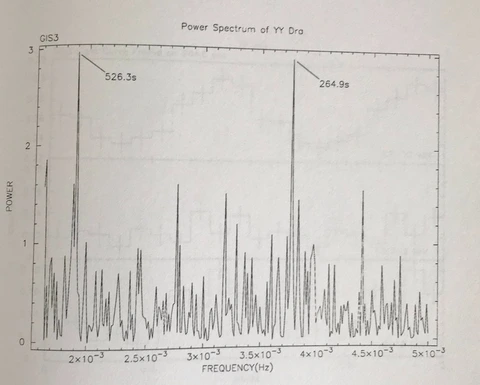 Power Spectrum of YY Dra
GIS3
3
526.3s
264.9s
2
POWER
1
0
2×10⁻³ 2.5×10⁻³ 3×10⁻³ 3.5×10⁻³ 4×10⁻³ 4.5×10⁻³ 5×10⁻³
FREQUENCY(Hz)